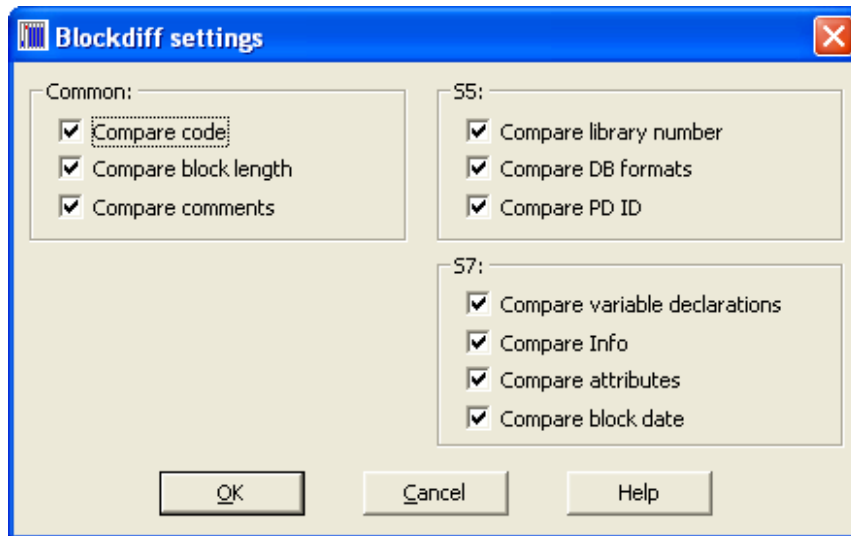 Blockdiff settings
Common:
Compare code
Compare block length
Compare comments
S5:
Compare library number
Compare DB formats
Compare PD ID
S7:
Compare variable declarations
Compare Info
Compare attributes
Compare block date
OK
Cancel
Help